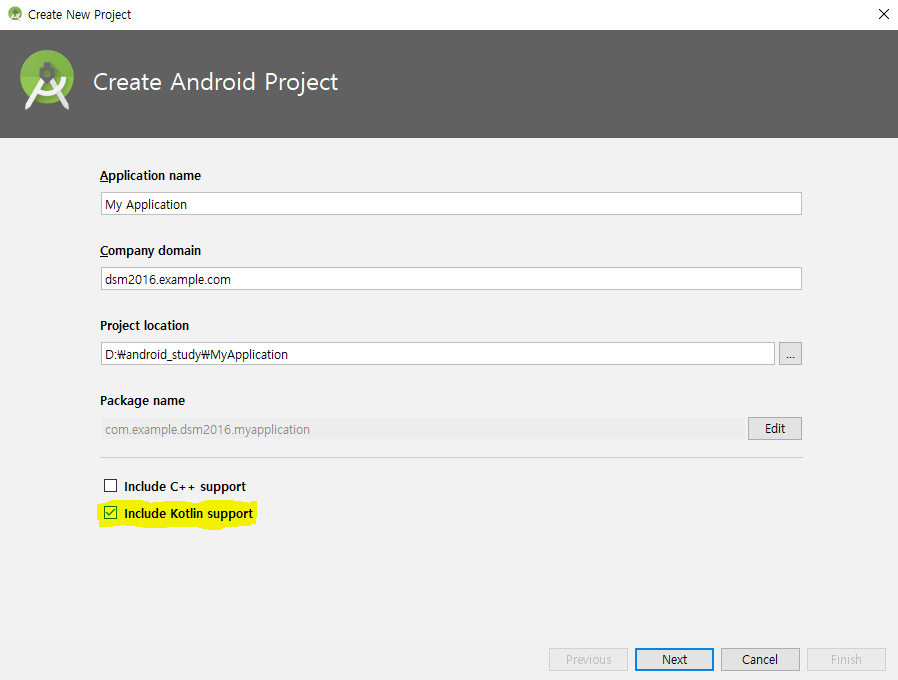 Create New Project
Create Android Project
Application name
My Application
Company domain
dsm2016.example.com
Project location
D:₩android_study₩MyApplication
...
Package name
com.example.dsm2016.myapplication
Edit
Include C++ support
Include Kotlin support
Previous
Next
Cancel
Finish